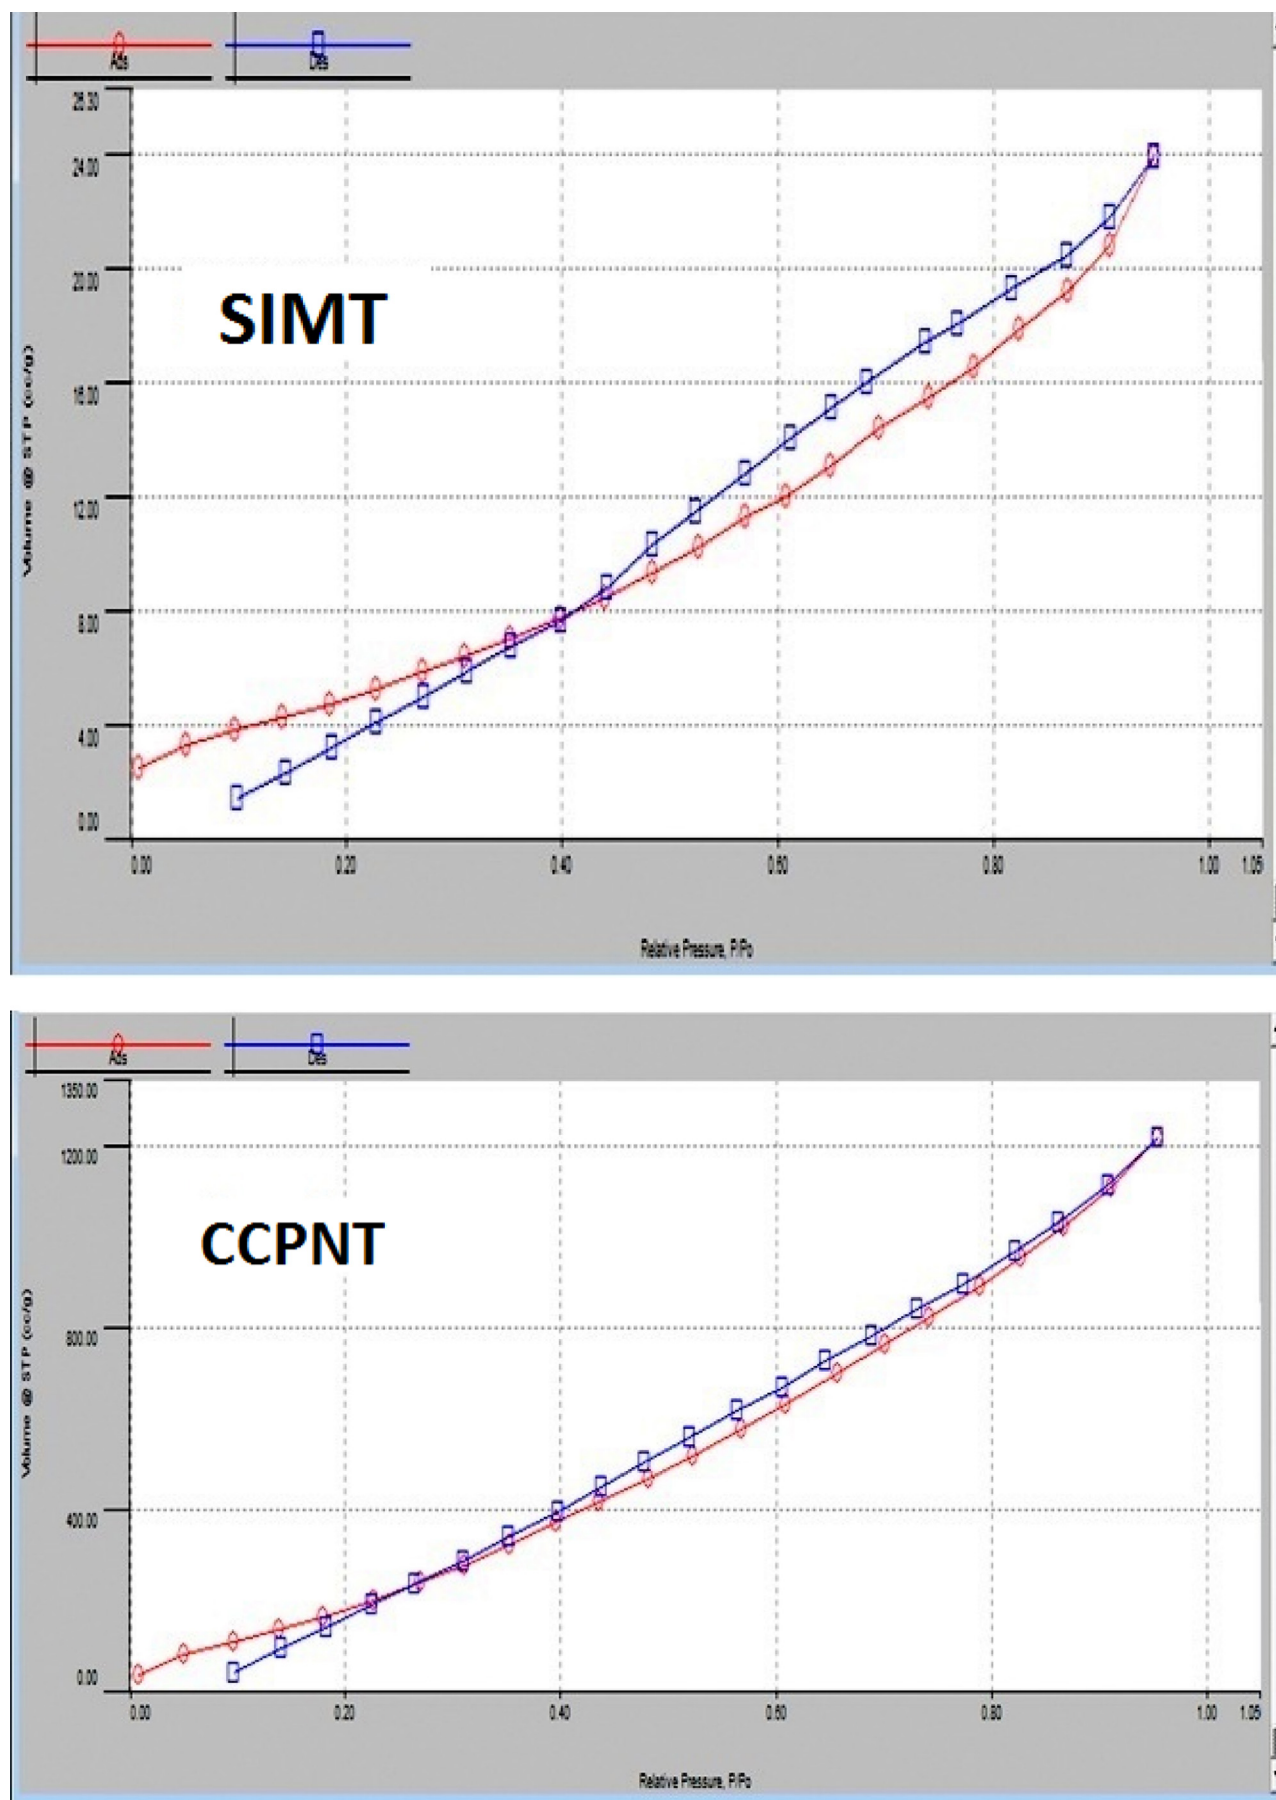 Ads Des
26.30
24.00
20.00
SIMT
16.00
12.00
8.00
4.00
0.00
Volume @ STP (cc/g)
0.00 0.20 0.40 0.60 0.80 1.00 1.05
Relative Pressure, P/Po
Ads Des
1350.00
1200.00
CCPNT
800.00
400.00
0.00
Volume @ STP (cc/g)
0.00 0.20 0.40 0.60 0.80 1.00 1.05
Relative Pressure, P/Po